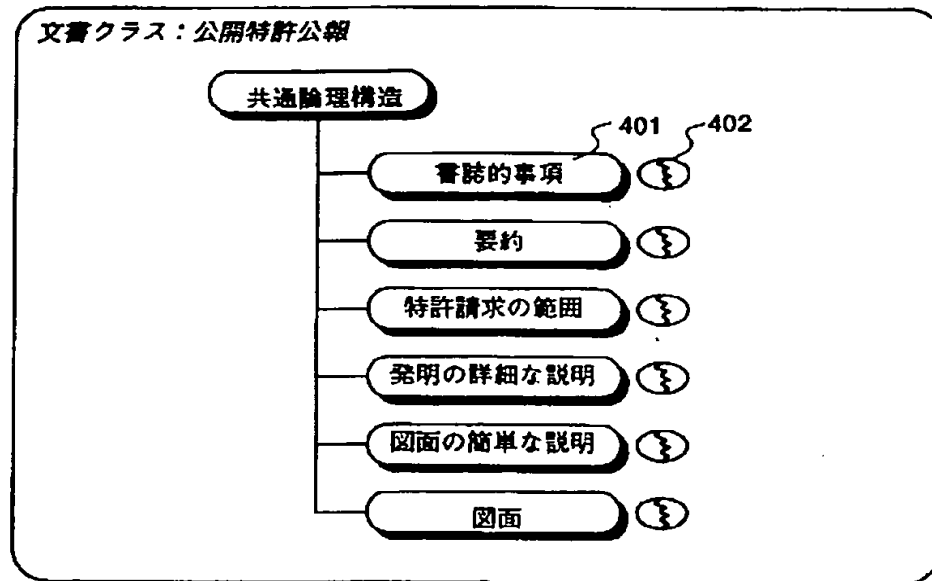 文書クラス：公開特許公報
共通論理構造
401
402
書誌的事項
要約
特許請求の範囲
発明の詳細な説明
図面の簡単な説明
図面